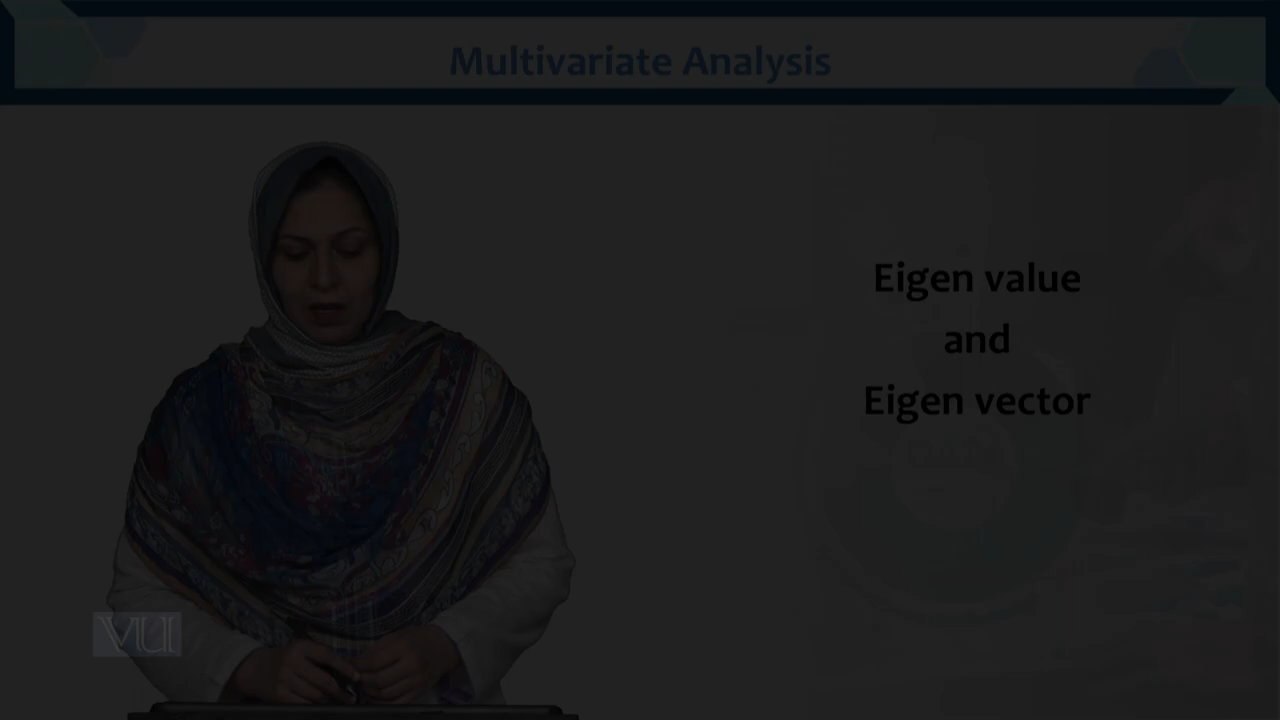 Multivariate Analysis
Eigen value
and
Eigen vector
VU